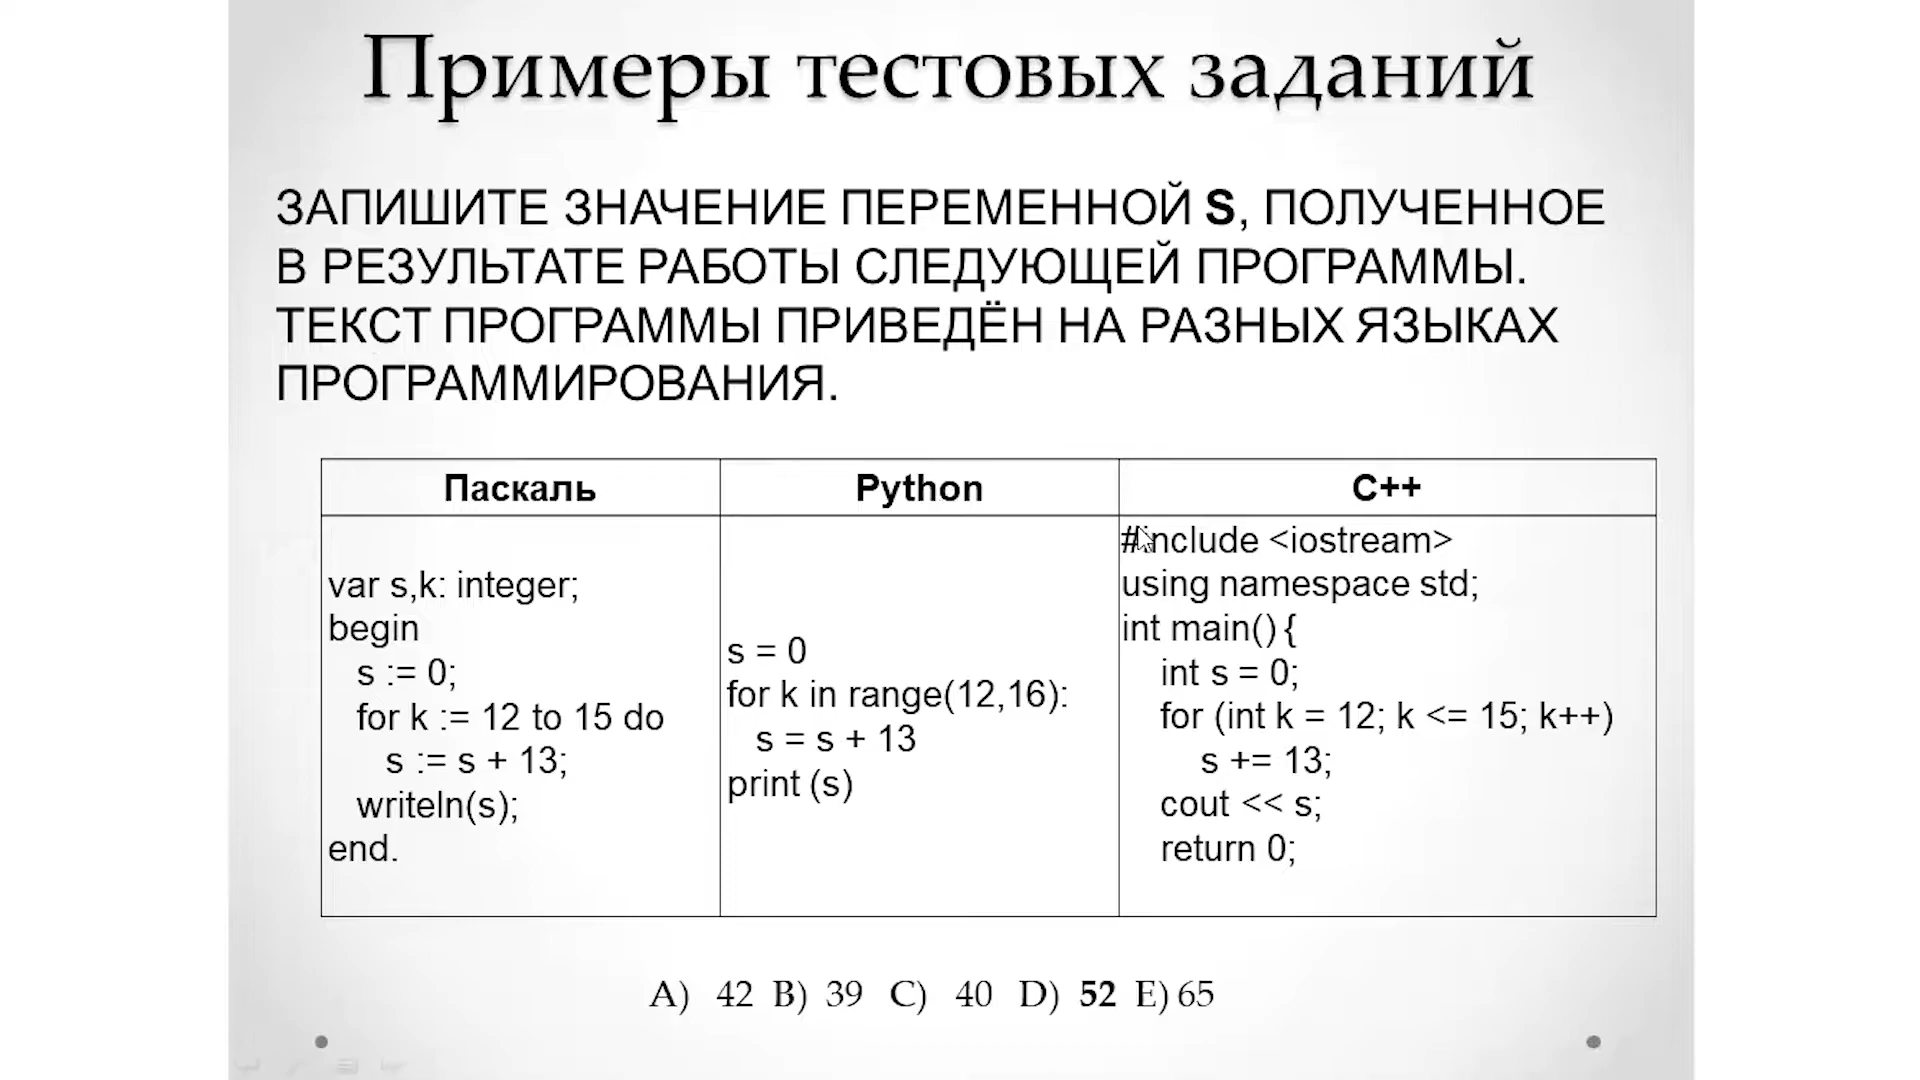 Примеры тестовых заданий
ЗАПИШИТЕ ЗНАЧЕНИЕ ПЕРЕМЕННОЙ S, ПОЛУЧЕННОЕ
В РЕЗУЛЬТАТЕ РАБОТЫ СЛЕДУЮЩЕЙ ПРОГРАММЫ.
ТЕКСТ ПРОГРАММЫ ПРИВЕДЁН НА РАЗНЫХ ЯЗЫКАХ
ПРОГРАММИРОВАНИЯ.
Паскаль
var s,k: integer;
begin
s := 0;
for k := 12 to 15 do
s := s + 13;
writeln(s);
end.
Python
s = 0
for k in range(12,16):
s = s + 13
print (s)
C++
#include <iostream>
using namespace std;
int main() {
int s = 0;
for (int k = 12; k <= 15; k++)
s += 13;
cout << s;
return 0;
A) 42 B) 39 C) 40 D) 52 E) 65